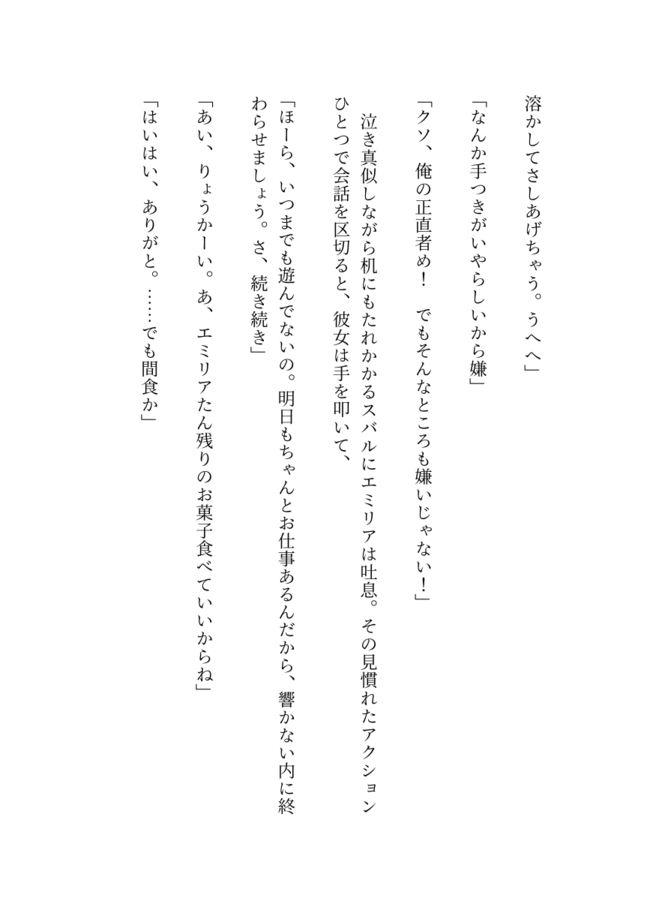 溶かしてさしあげちゃう。うへへ」
「なんか手つきがいやらしいから嫌」
「クソ、俺の正直者め！　でもそんなところも嫌いじゃない！」
　泣き真似しながら机にもたれかかるスバルにエミリアは吐息。その見慣れたアクション
ひとつで会話を区切ると、彼女は手を叩いて、
「ほーら、いつまでも遊んでないの。明日もちゃんとお仕事あるんだから、響かない内に終
わらせましょう。さ、続き続き」
「あい、りょうかーい。あ、エミリアたん残りのお菓子食べていいからね」
「はいはい、ありがと。……でも間食か」